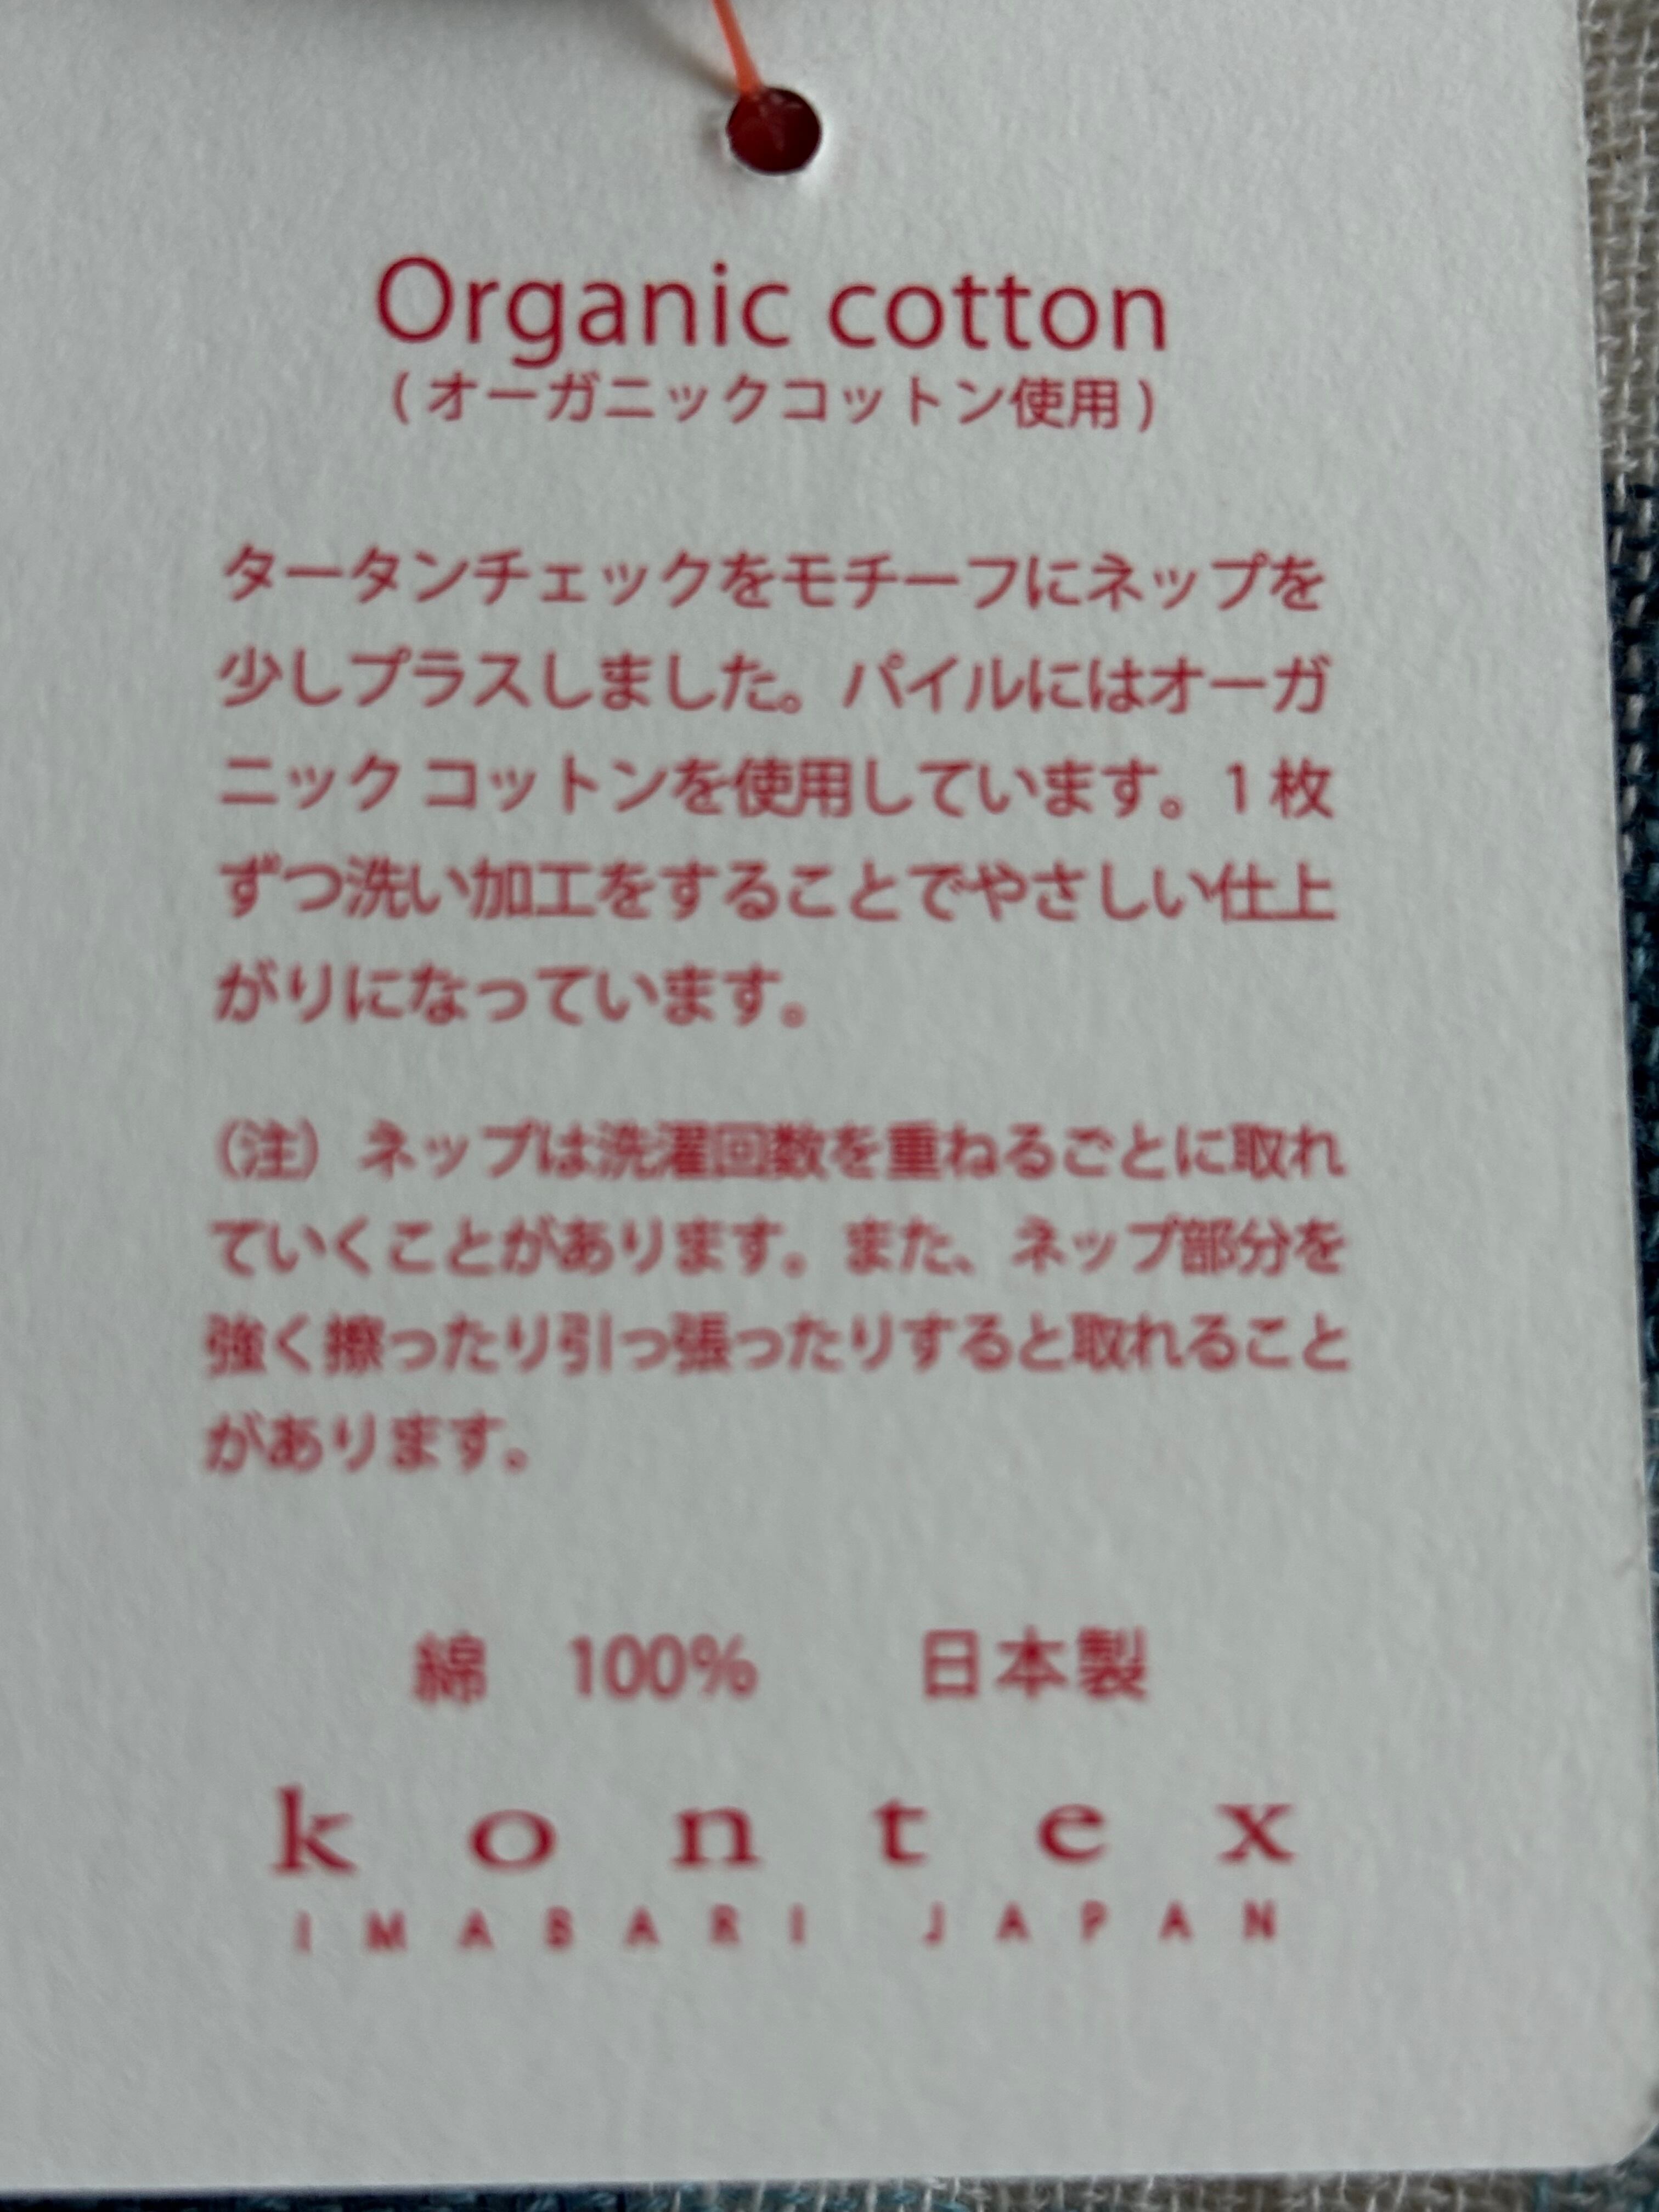 Organic cotton
(オーガニックコットン使用)
タータンチェックをモチーフにネップを
少しプラスしました。パイルにはオーガ
ニック コットンを使用しています。1 枚
ずつ洗い加工をすることでやさしい仕上
がりになっています。
（注）ネップは洗濯回数を重ねるごとに取れ
ていくことがあります。また、ネップ部分を
強く擦ったり引っ張ったりすると取れること
があります。
綿 100% 日本製
kontex
IMABARI JAPAN